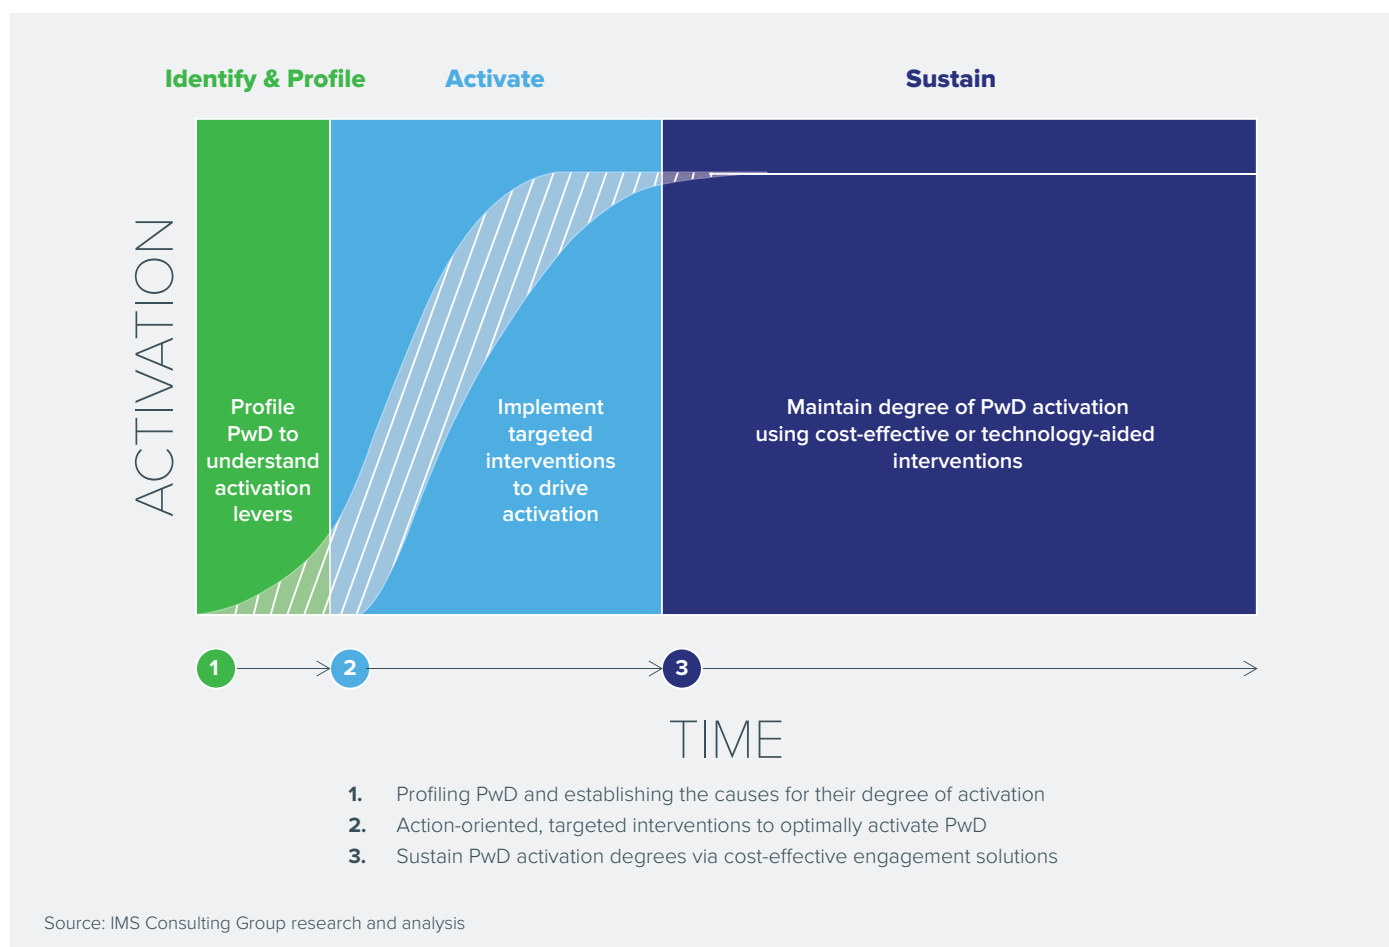 Identify & Profile
Activate
Sustain
ACTIVATION
Profile
PwD to
understand
activation
levers
Implement
targeted
interventions
to drive
activation
Maintain degree of PwD activation
using cost-effective or technology-aided
interventions
1
2
3
TIME
1. Profiling PwD and establishing the causes for their degree of activation
2. Action-oriented, targeted interventions to optimally activate PwD
3. Sustain PwD activation degrees via cost-effective engagement solutions
Source: IMS Consulting Group research and analysis